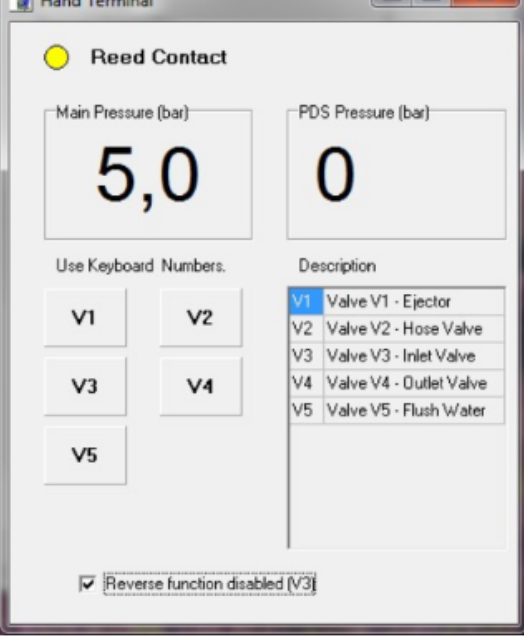 Hand Terminal
Reed Contact
Main Pressure (bar)
5,0
PDS Pressure (bar)
0
Use Keyboard Numbers.
V1
V2
V3
V4
V5
Description
V1 Valve V1 - Ejector
V2 Valve V2 - Hose Valve
V3 Valve V3 - Inlet Valve
V4 Valve V4 - Outlet Valve
V5 Valve V5 - Flush Water
Reverse function disabled (V3)